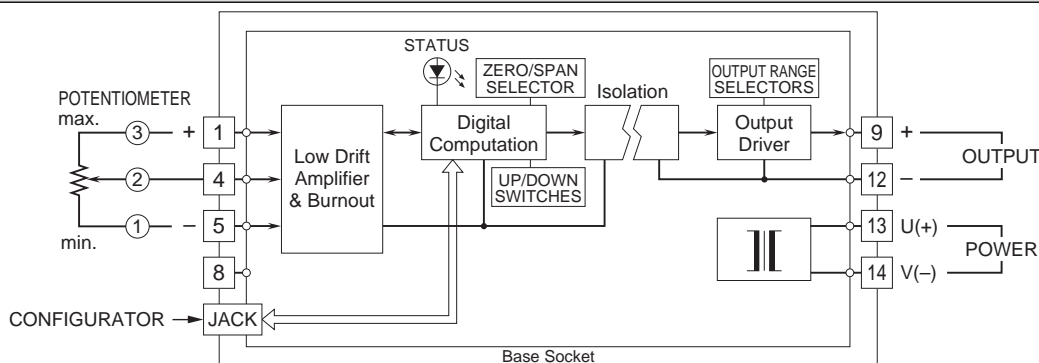 STATUS
ZERO/SPAN
SELECTOR
OUTPUT RANGE
SELECTORS
Isolation
POTENTIOMETER
max.
3
+
1
Digital
Computation
Output
Driver
9
+
OUTPUT
Low Drift
Amplifier
& Burnout
2
4
UP/DOWN
SWITCHES
12
–
1
–
5
min.
13
U(+)
POWER
8
14
V(–)
CONFIGURATOR
JACK
Base Socket